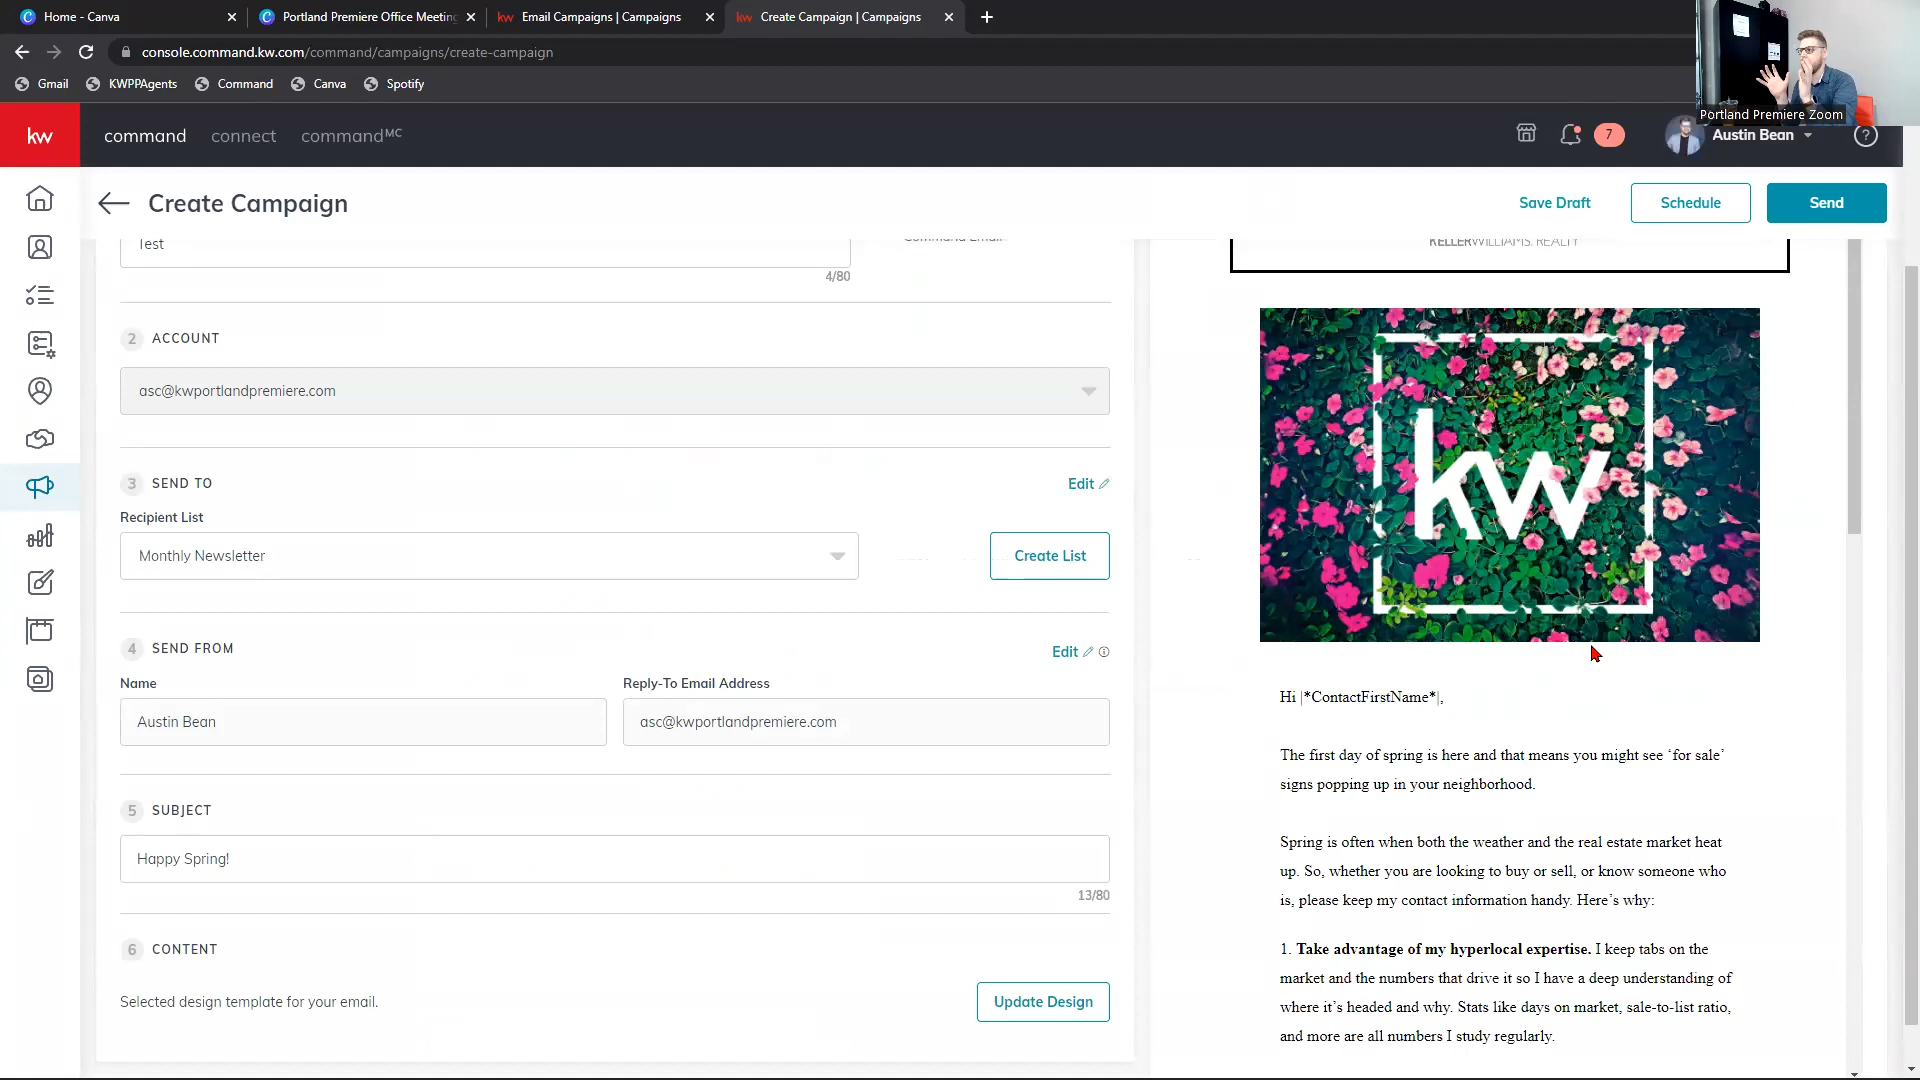 Home - Canva
Portland Premiere Office Meeting
Email Campaigns | Campaigns
Create Campaign | Campaigns
console.command.kw.com/command/campaigns/create-campaign
Gmail
KWPPAgents
Command
Canva
Spotify
Portland Premiere Zoom
kw
command
connect
commandMC
7
Austin Bean
Create Campaign
Save Draft
Schedule
Send
Test
Command Email
4/80
2 ACCOUNT
asc@kwportlandpremiere.com
3 SEND TO
Edit
Recipient List
Monthly Newsletter
Create List
4 SEND FROM
Edit
Name
Reply-To Email Address
Austin Bean
asc@kwportlandpremiere.com
5 SUBJECT
Happy Spring!
13/80
6 CONTENT
Selected design template for your email.
Update Design
KELLERWILLIAMS. REALTY
kw
Hi |*ContactFirstName*|,
The first day of spring is here and that means you might see ‘for sale’
signs popping up in your neighborhood.
Spring is often when both the weather and the real estate market heat
up. So, whether you are looking to buy or sell, or know someone who
is, please keep my contact information handy. Here’s why:
1. Take advantage of my hyperlocal expertise. I keep tabs on the
market and the numbers that drive it so I have a deep understanding of
where it’s headed and why. Stats like days on market, sale-to-list ratio,
and more are all numbers I study regularly.